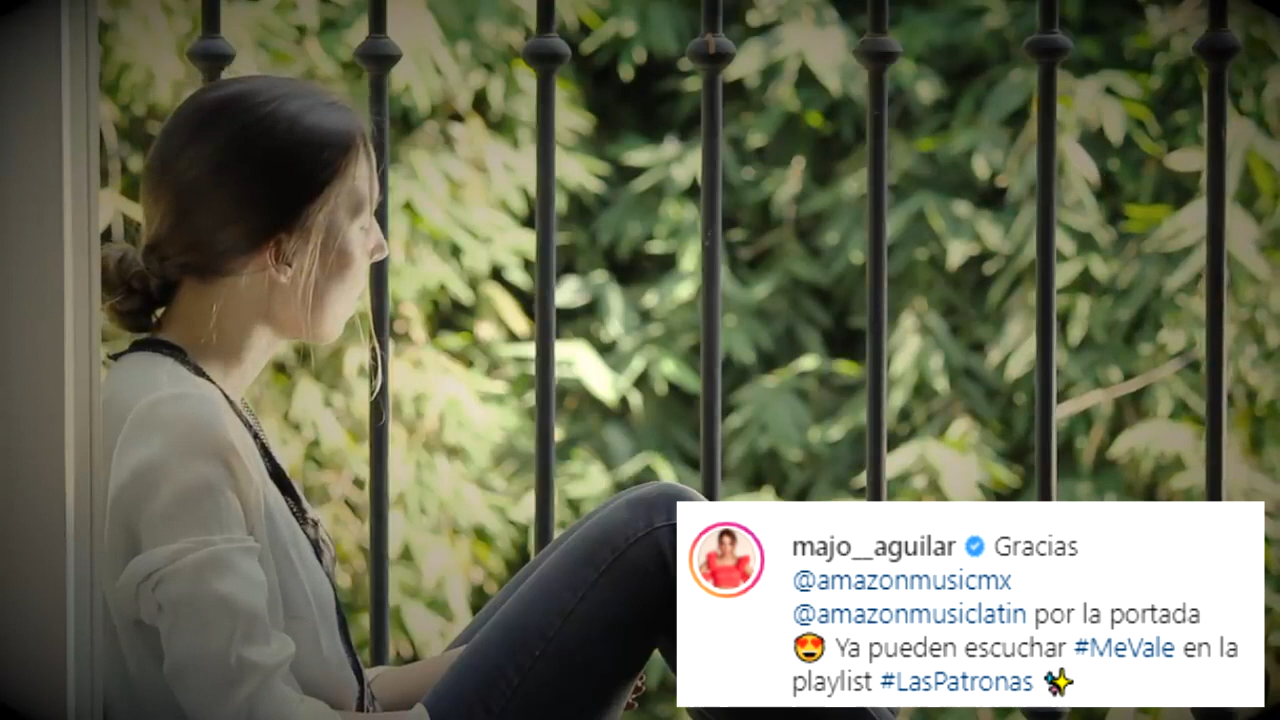 majo__aguilar Gracias
@amazonmusicmx
@amazonmusiclatin por la portada
😍 Ya pueden escuchar #MeVale en la
playlist #LasPatronas ✨